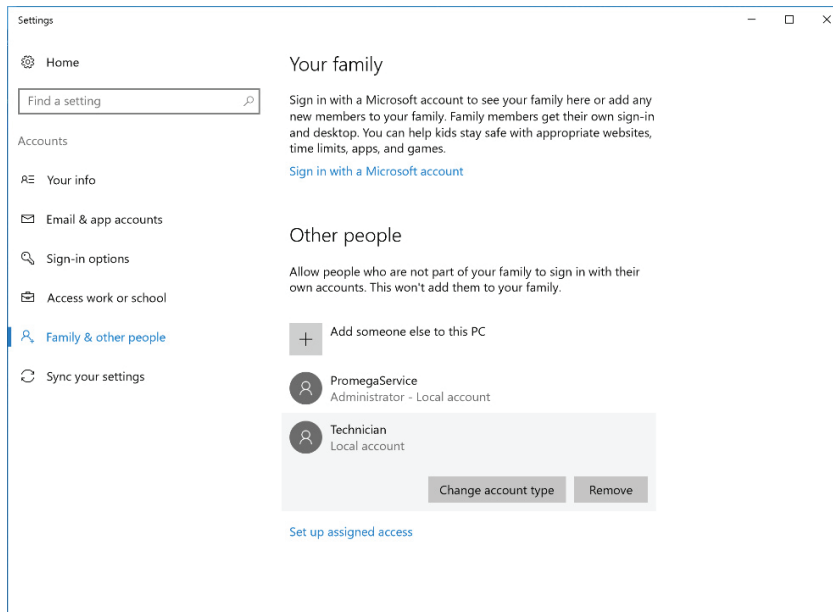 Settings
Home
Find a setting
Accounts
Your info
Email & app accounts
Sign-in options
Access work or school
Family & other people
Sync your settings
Your family
Sign in with a Microsoft account to see your family here or add any
new members to your family. Family members get their own sign-in
and desktop. You can help kids stay safe with appropriate websites,
time limits, apps, and games.
Sign in with a Microsoft account
Other people
Allow people who are not part of your family to sign in with their
own accounts. This won't add them to your family.
Add someone else to this PC
PromegaService
Administrator - Local account
Technician
Local account
Change account type
Remove
Set up assigned access